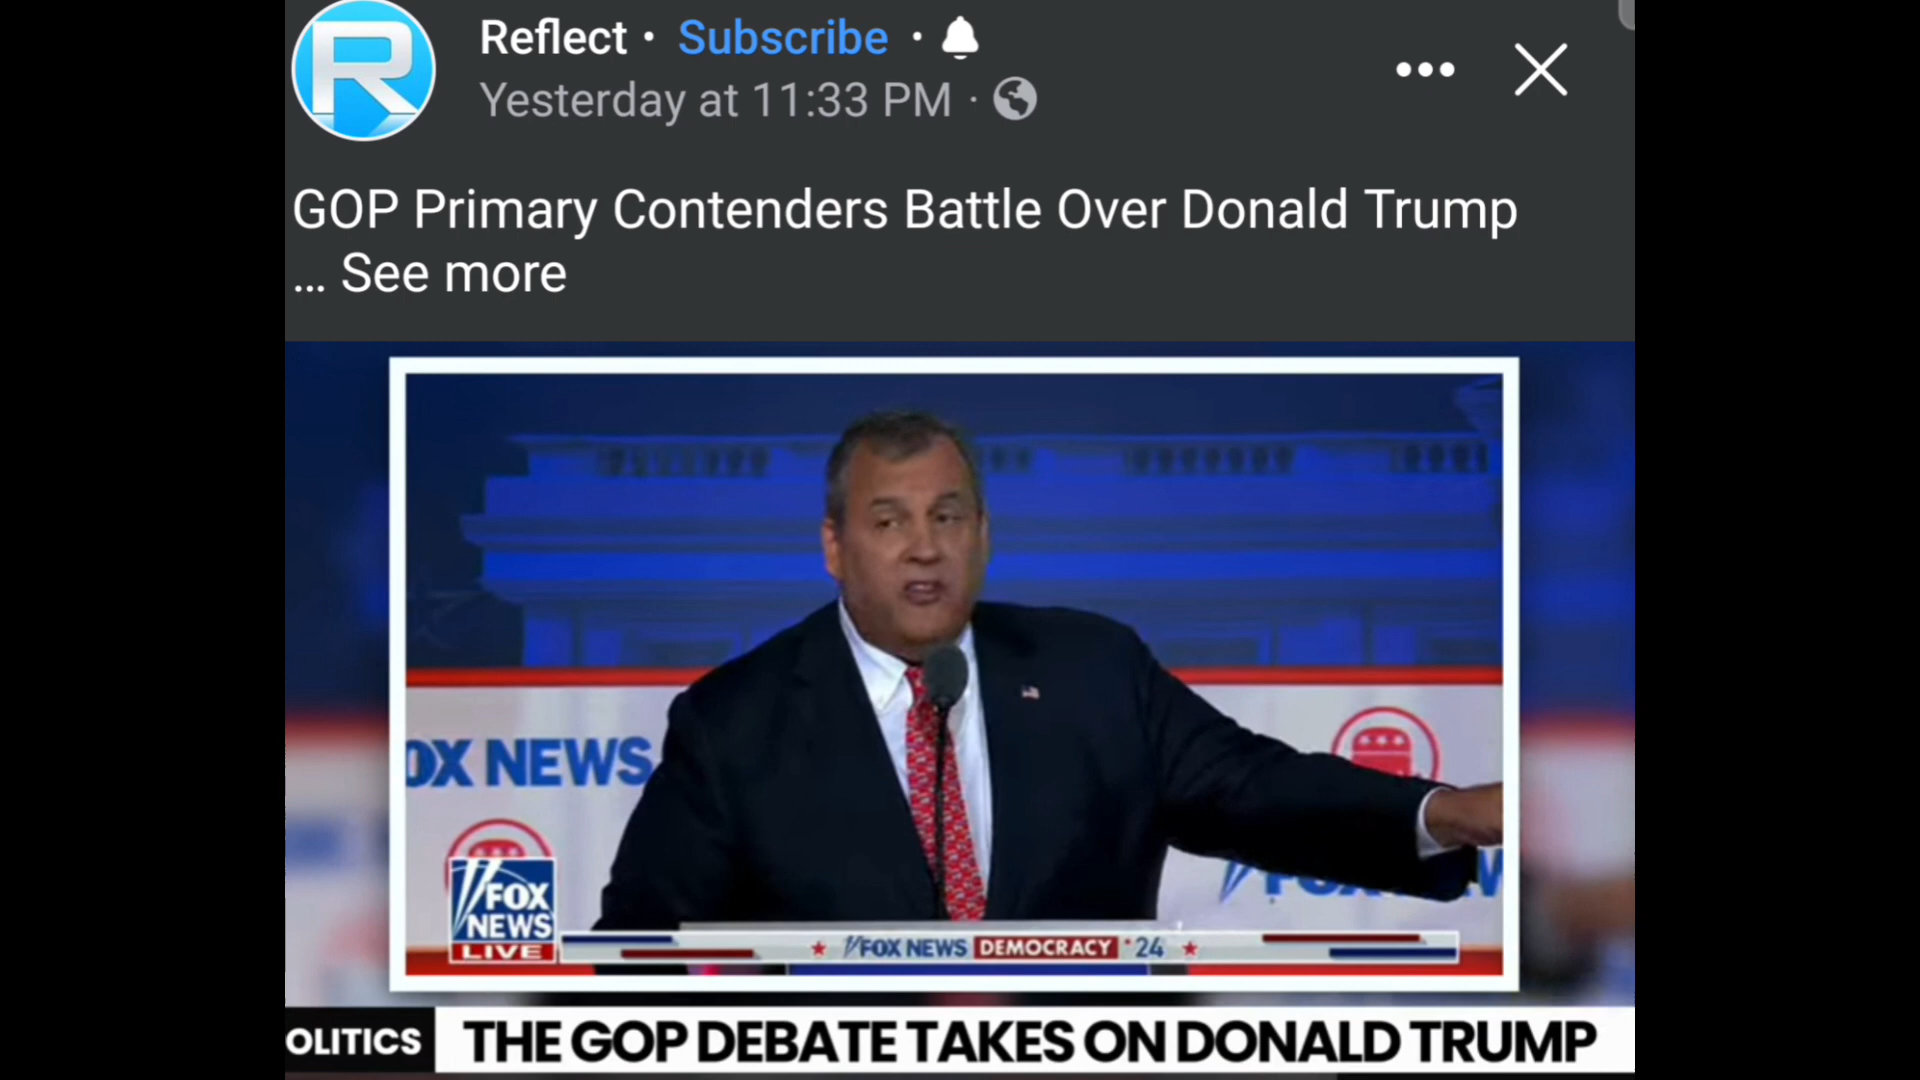 R
Reflect · Subscribe ·
Yesterday at 11:33 PM ·
GOP Primary Contenders Battle Over Donald Trump
... See more
OX NEWS
FOX
NEWS
LIVE
FOX NEWS DEMOCRACY '24
OLITICS THE GOP DEBATE TAKES ON DONALD TRUMP